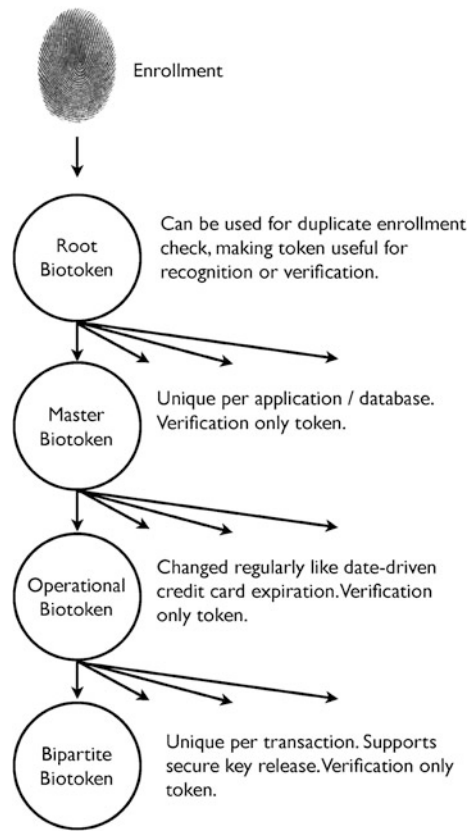 Enrollment
Root
Biotoken
Can be used for duplicate enrollment
check, making token useful for
recognition or verification.
Master
Biotoken
Unique per application / database.
Verification only token.
Operational
Biotoken
Changed regularly like date-driven
credit card expiration. Verification
only token.
Bipartite
Biotoken
Unique per transaction. Supports
secure key release. Verification only
token.